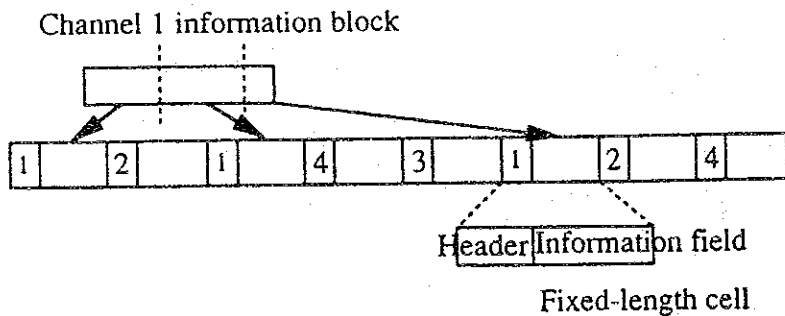 Channel 1 information block
1 2 1 4 3 1 2 4
Header Information field
Fixed-length cell